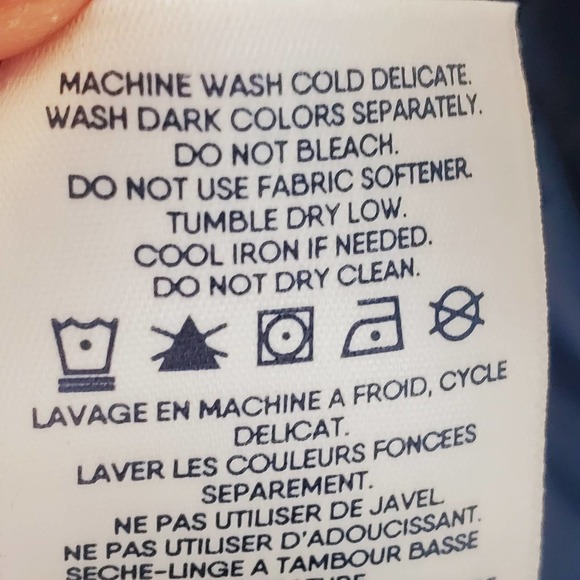 MACHINE WASH COLD DELICATE.
WASH DARK COLORS SEPARATELY.
DO NOT BLEACH.
DO NOT USE FABRIC SOFTENER.
TUMBLE DRY LOW.
COOL IRON IF NEEDED.
DO NOT DRY CLEAN.
LAVAGE EN MACHINE A FROID, CYCLE
DELICAT.
LAVER LES COULEURS FONCEES
SEPAREMENT.
NE PAS UTILISER DE JAVEL.
NE PAS UTILISER D'ADOUCISSANT.
SECHE-LINGE A TAMBOUR BASSE